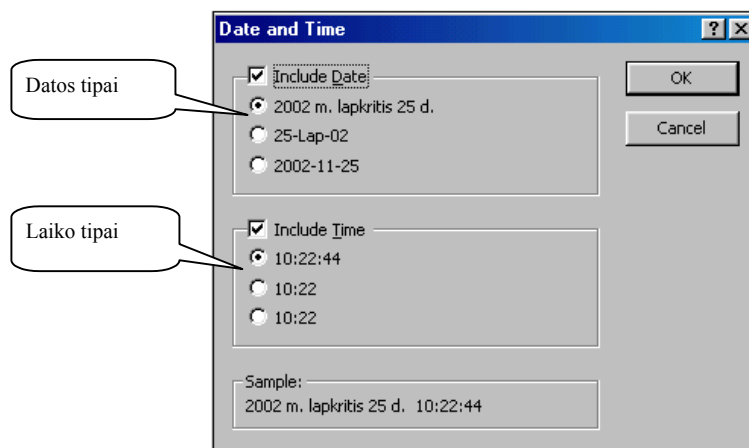 Date and Time
Datos tipai
Include Date
OK
2002 m. lapkritis 25 d.
25-Lap-02
Cancel
2002-11-25
Laiko tipai
Include Time
10:22:44
10:22
10:22
Sample:
2002 m. lapkritis 25 d. 10:22:44